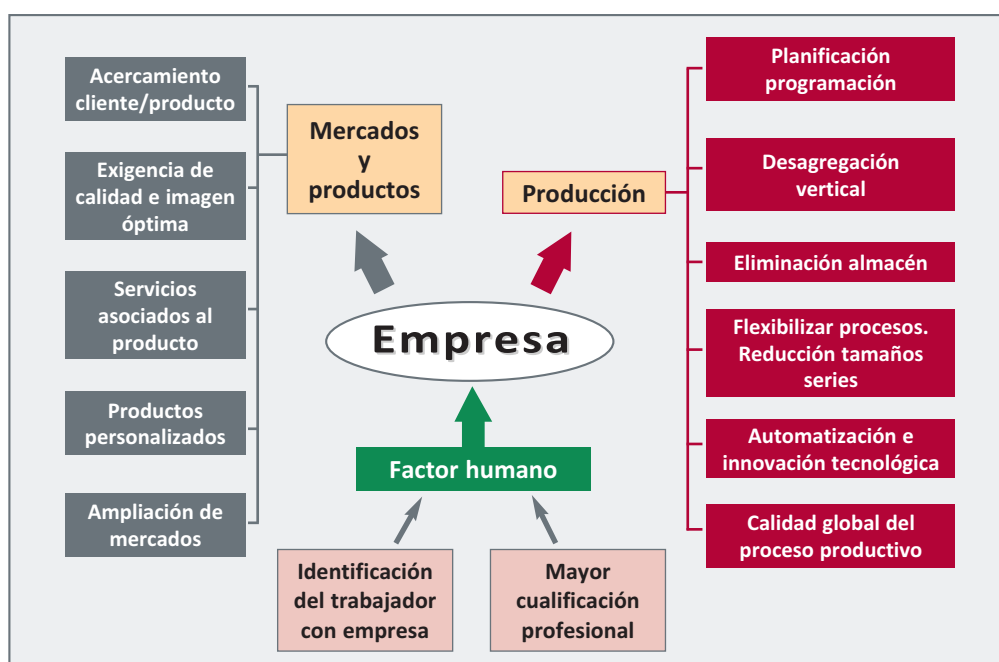 Acercamiento
cliente/producto
Exigencia de
calidad e imagen
óptima
Servicios
asociados al
producto
Productos
personalizados
Ampliación de
mercados
Mercados
y
productos
Producción
Planificación
programación
Desagregación
vertical
Eliminación almacén
Flexibilizar procesos.
Reducción tamaños
series
Automatización e
innovación tecnológica
Calidad global del
proceso productivo
Empresa
Factor humano
Identificación
del trabajador
con empresa
Mayor
cualificación
profesional